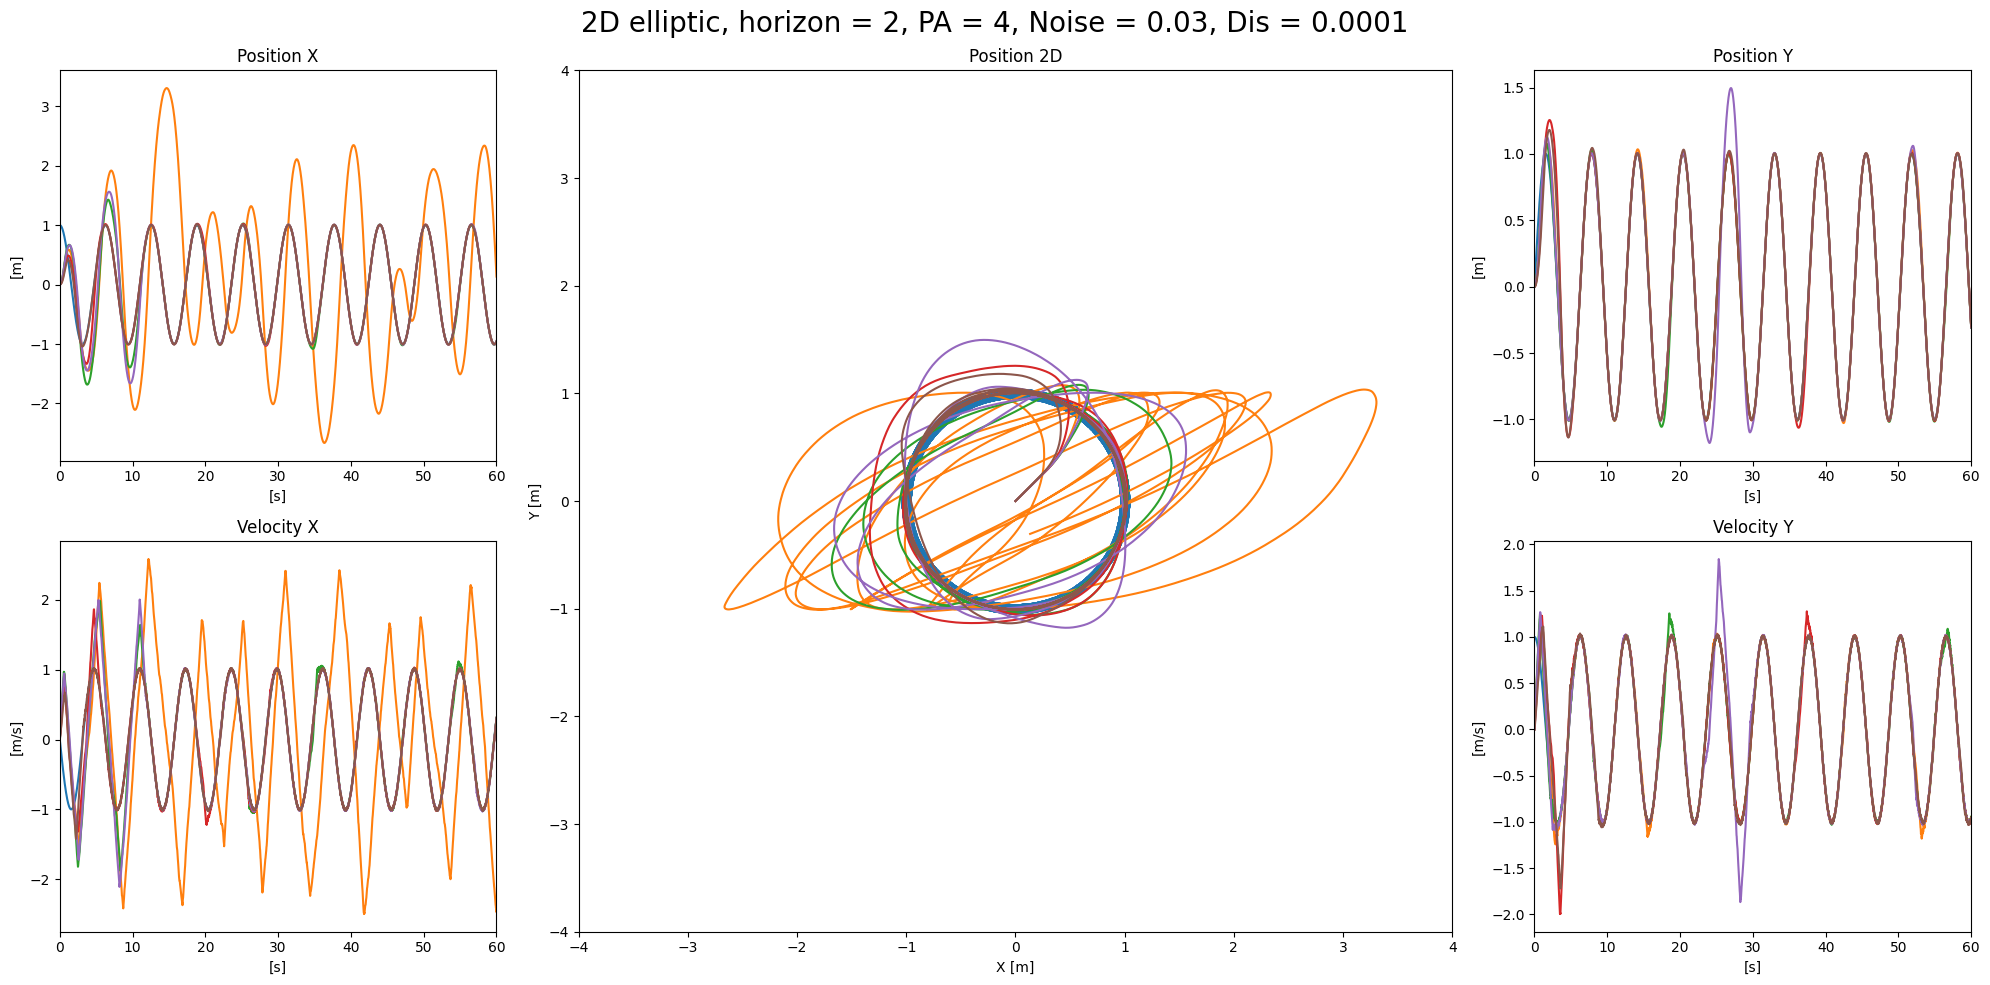 2D elliptic, horizon = 2, PA = 4, Noise = 0.03, Dis = 0.0001
Position X
[m]
3
2
1
0
−1
−2
0 10 20 30 40 50 60
[s]
Velocity X
[m/s]
2
1
0
−1
−2
0 10 20 30 40 50 60
[s]
Position 2D
Y [m]
4
3
2
1
0
−1
−2
−3
−4
−4 −3 −2 −1 0 1 2 3 4
X [m]
Position Y
[m]
1.5
1.0
0.5
0.0
−0.5
−1.0
0 10 20 30 40 50 60
[s]
Velocity Y
[m/s]
2.0
1.5
1.0
0.5
0.0
−0.5
−1.0
−1.5
−2.0
0 10 20 30 40 50 60
[s]